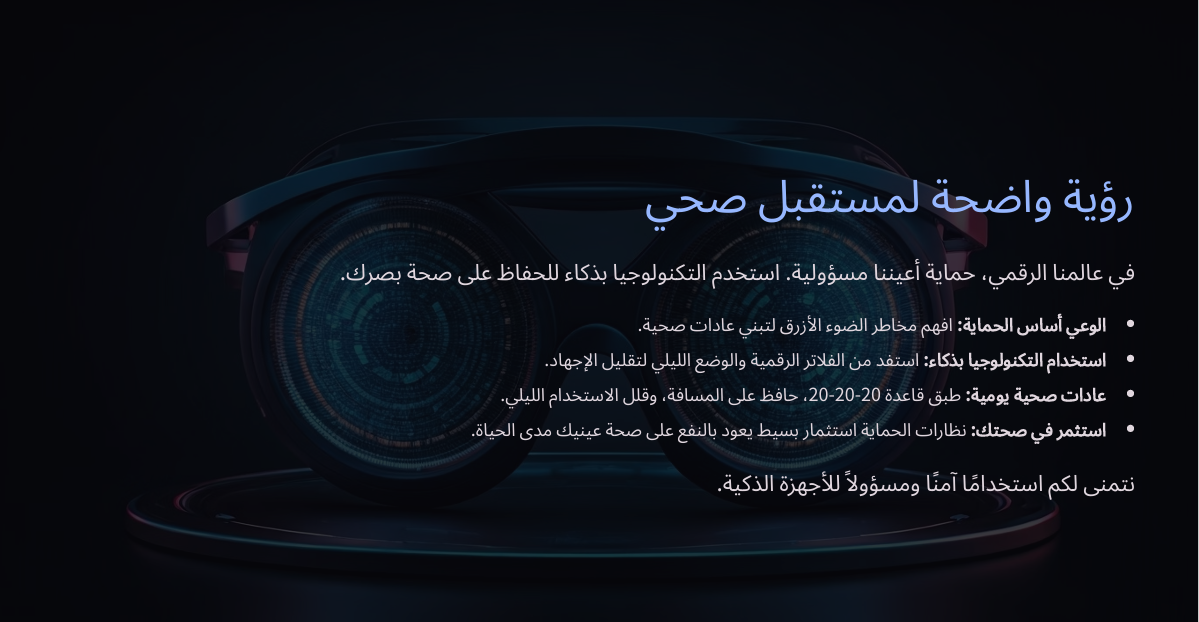 رؤية واضحة لمستقبل صحي
في عالمنا الرقمي، حماية أعيننا مسؤولية. استخدم التكنولوجيا بذكاء للحفاظ على صحة بصرك.
• الوعي أساس الحماية: افهم مخاطر الضوء الأزرق لتبني عادات صحية.
• استخدام التكنولوجيا بذكاء: استفد من الفلاتر الرقمية والوضع الليلي لتقليل الإجهاد.
• عادات صحية يومية: طبق قاعدة 20-20-20، حافظ على المسافة، وقلل الاستخدام الليلي.
• استثمر في صحتك: نظارات الحماية استثمار بسيط يعود بالنفع على صحة عينيك مدى الحياة.
نتمنى لكم استخدامًا آمنًا ومسؤولاً للأجهزة الذكية.